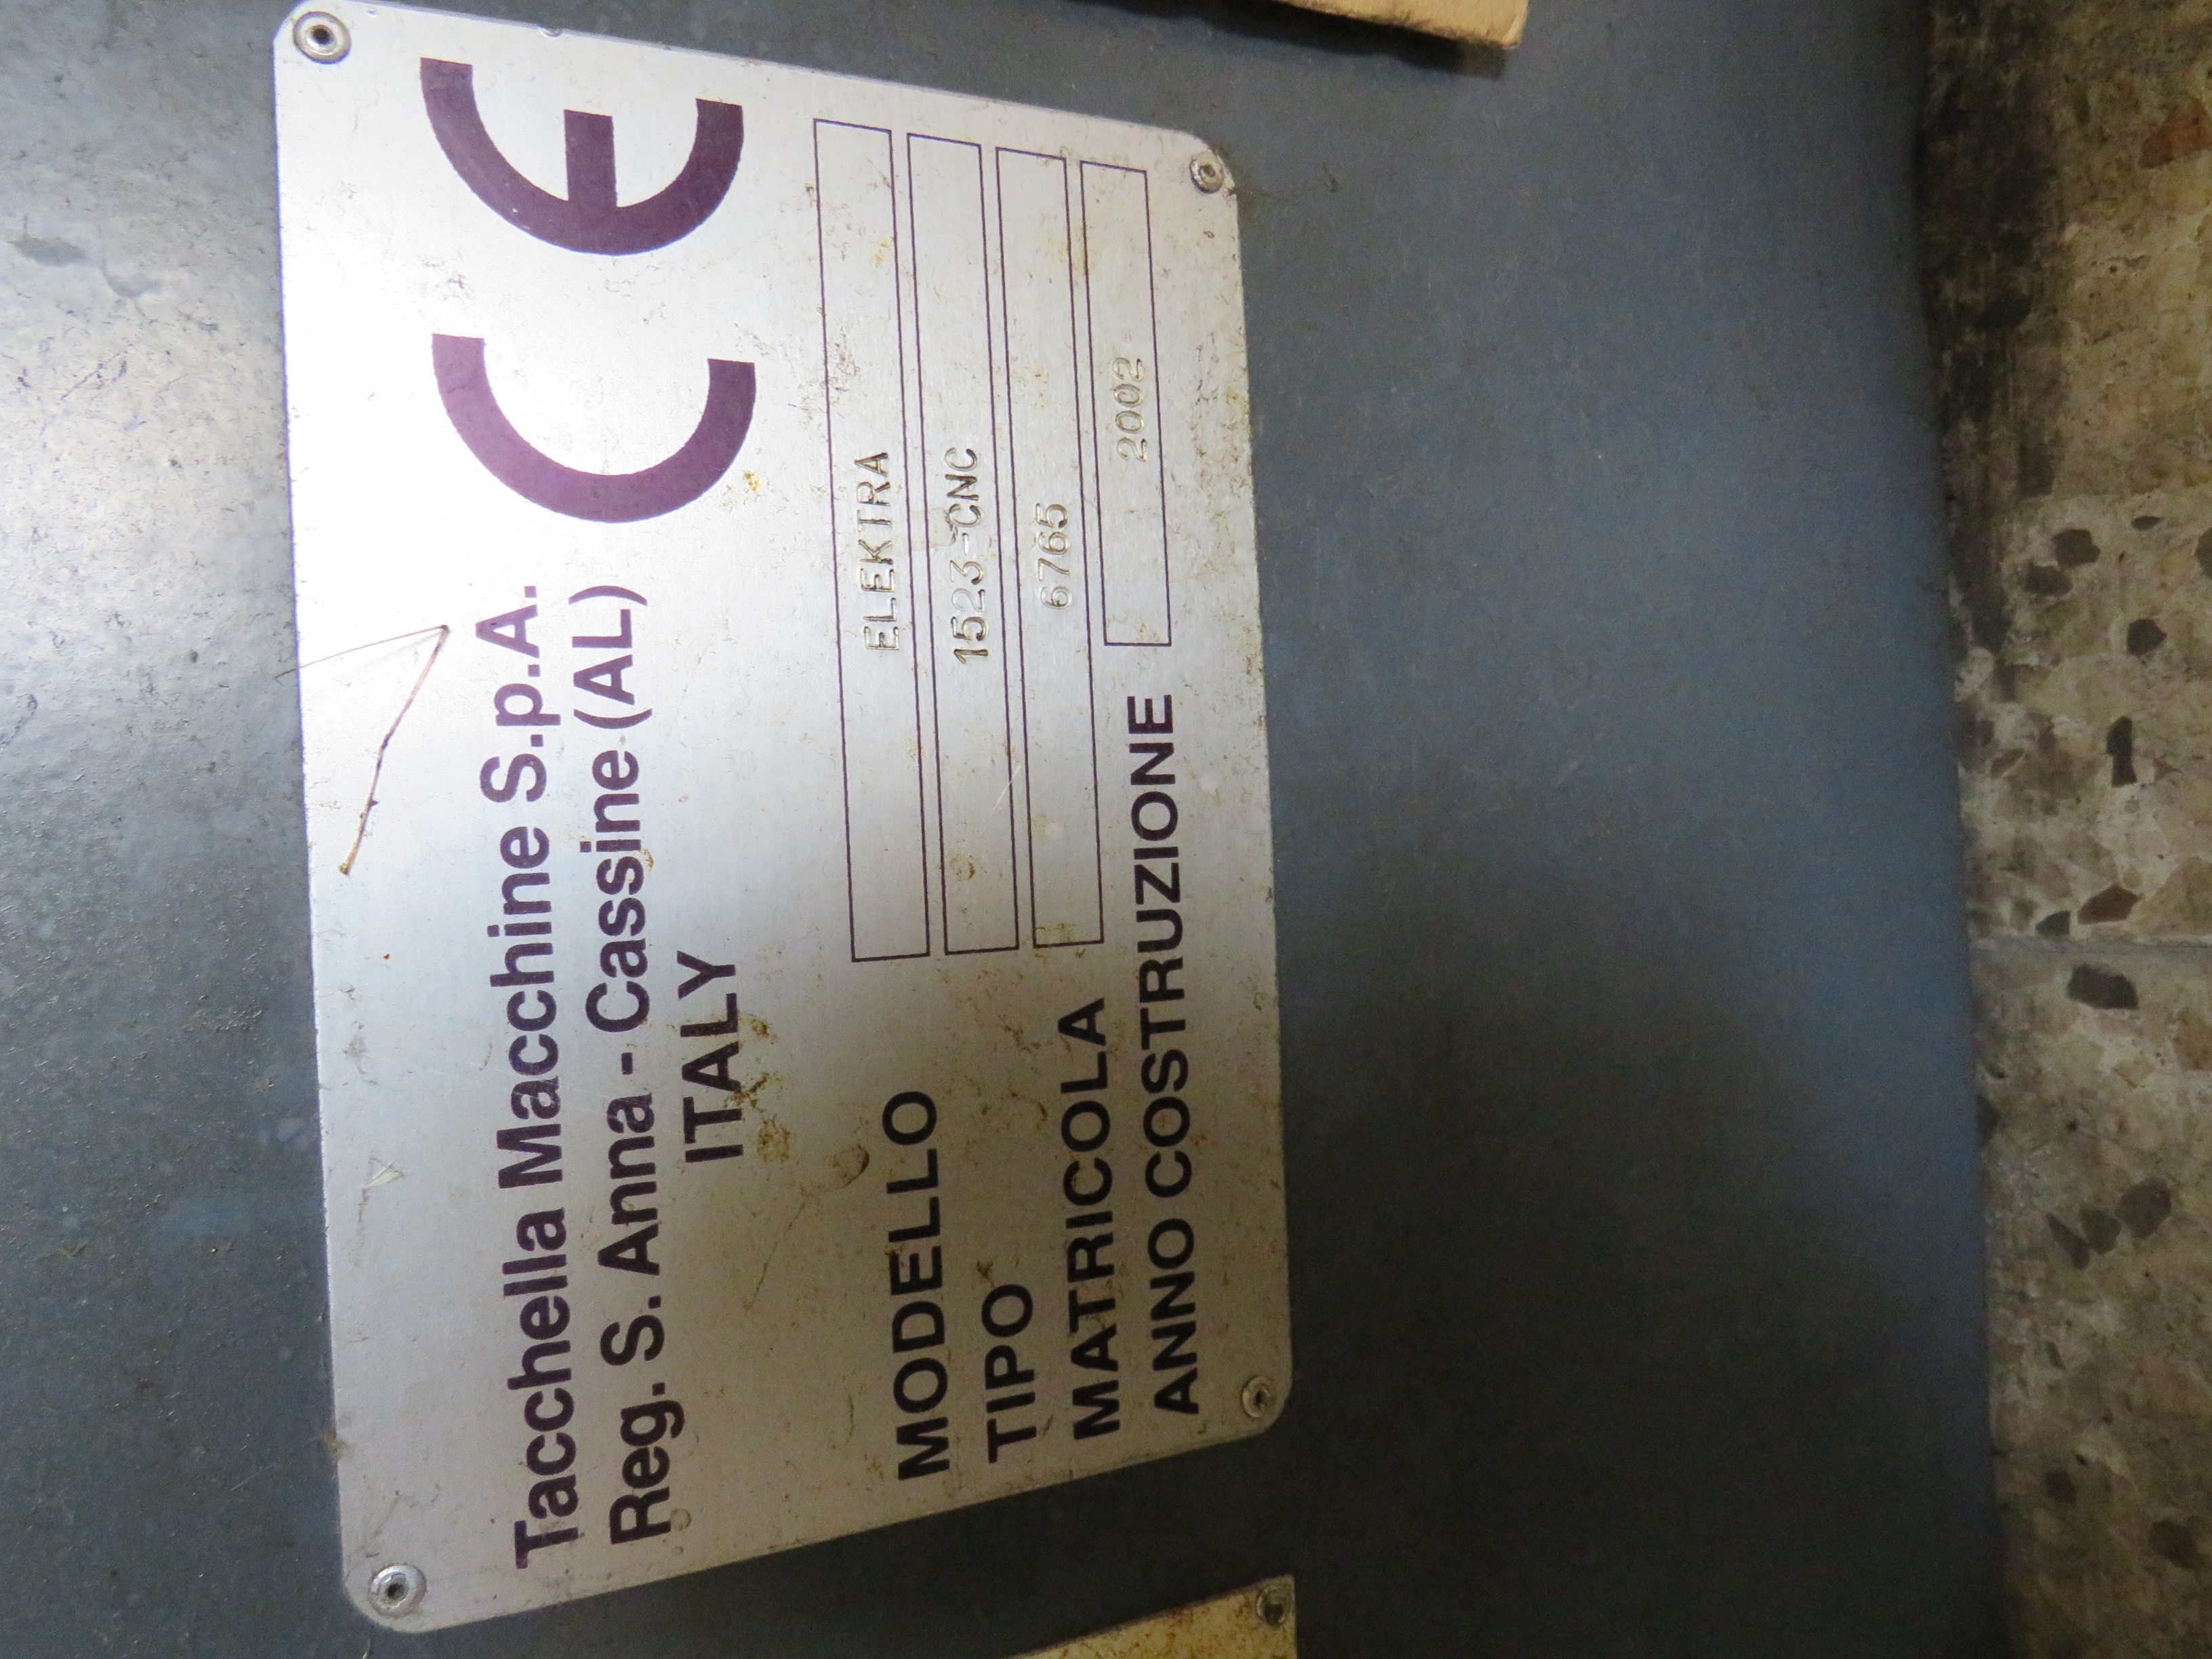 Tacchella Macchine S.p.A.
Reg. S. Anna - Cassine (AL)
ITALY
CE
MODELLO ELEKTRA
TIPO 1523-CNC
MATRICOLA 6765
ANNO COSTRUZIONE 2002